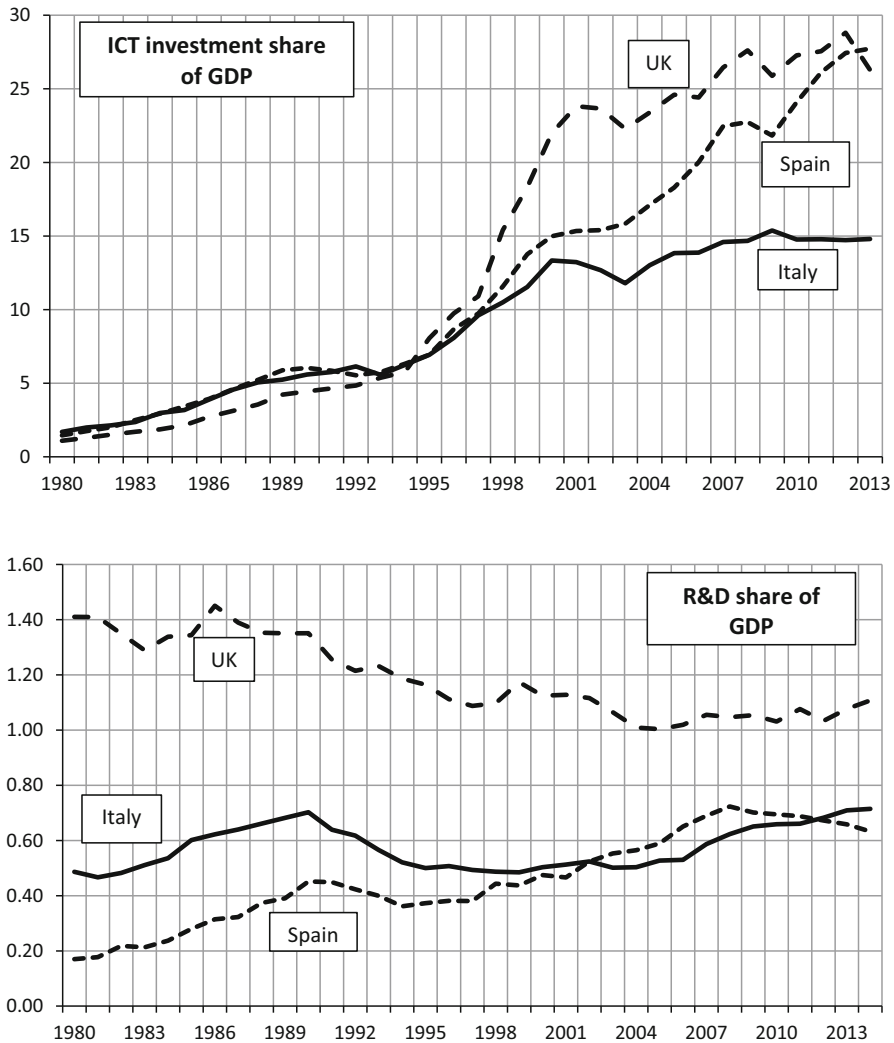 30
ICT investment share
of GDP
UK
25
20
Spain
15
Italy
10
5
0
1980 1983 1986 1989 1992 1995 1998 2001 2004 2007 2010 2013
1.60
R&D share of
GDP
1.40
UK
1.20
1.00
0.80
Italy
0.60
0.40
Spain
0.20
0.00
1980 1983 1986 1989 1992 1995 1998 2001 2004 2007 2010 2013